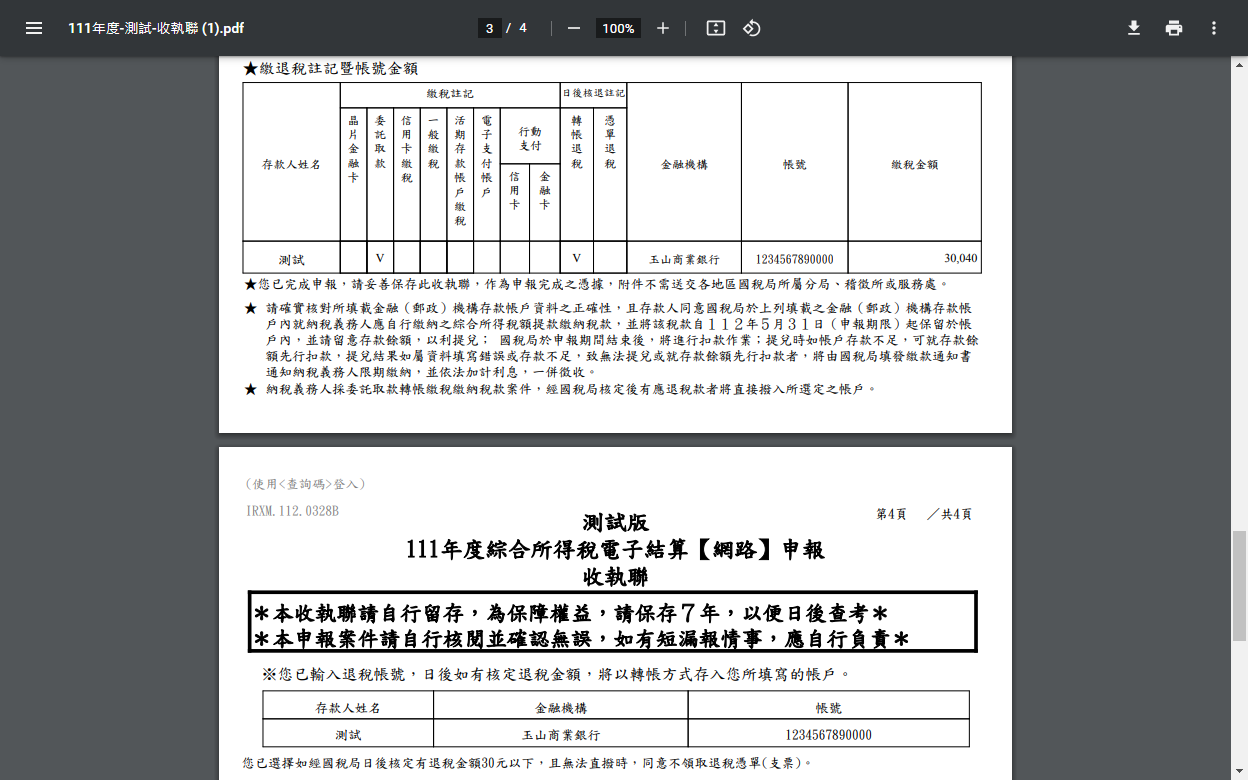 111年度-測試-收執聯 (1).pdf
3 / 4
100%
★繳退稅註記暨帳號金額
存款人姓名
繳稅註記
日後核退註記
金融機構
帳號
繳稅金額
晶片金融卡
委託取款
信用卡繳稅
一般繳稅
活期存款帳戶繳稅
電子支付帳戶
行動支付
信用卡
金融卡
轉帳退稅
憑單退稅
測試 V V 玉山商業銀行 1234567890000 30,040
★您已完成申報，請妥善保存此收執聯，作為申報完成之憑據，附件不需送交各地區國稅局所屬分局、稽徵所或服務處。
★ 請確實核對所填載金融（郵政）機構存款帳戶資料之正確性，且存款人同意國稅局於上列填載之金融（郵政）機構存款帳
戶內就納稅義務人應自行繳納之綜合所得稅額提款繳納稅款，並將該稅款自１１２年５月３１日（申報期限）起保留於帳
戶內，並請留意存款餘額，以利提兌； 國稅局於申報期間結束後，將進行扣款作業；提兌時如帳戶存款不足，可就存款餘
額先行扣款，提兌結果如屬資料填寫錯誤或存款不足，致無法提兌或就存款餘額先行扣款者，將由國稅局填發繳款通知書
通知納稅義務人限期繳納，並依法加計利息，一併徵收。
★ 納稅義務人採委託取款轉帳繳稅繳納稅款案件，經國稅局核定後有應退稅款者將直接撥入所選定之帳戶。
（使用<查詢碼>登入）
IRXM.112.0328B
第4頁 ／共4頁
測試版
111年度綜合所得稅電子結算【網路】申報
收執聯
＊本收執聯請自行留存，為保障權益，請保存７年，以便日後查考＊
＊本申報案件請自行核閱並確認無誤，如有短漏報情事，應自行負責＊
※您已輸入退稅帳號，日後如有核定退稅金額，將以轉帳方式存入您所填寫的帳戶。
存款人姓名 金融機構 帳號
測試 玉山商業銀行 1234567890000
您已選擇如經國稅局日後核定有退稅金額30元以下，且無法直撥時，同意不領取退稅憑單(支票)。